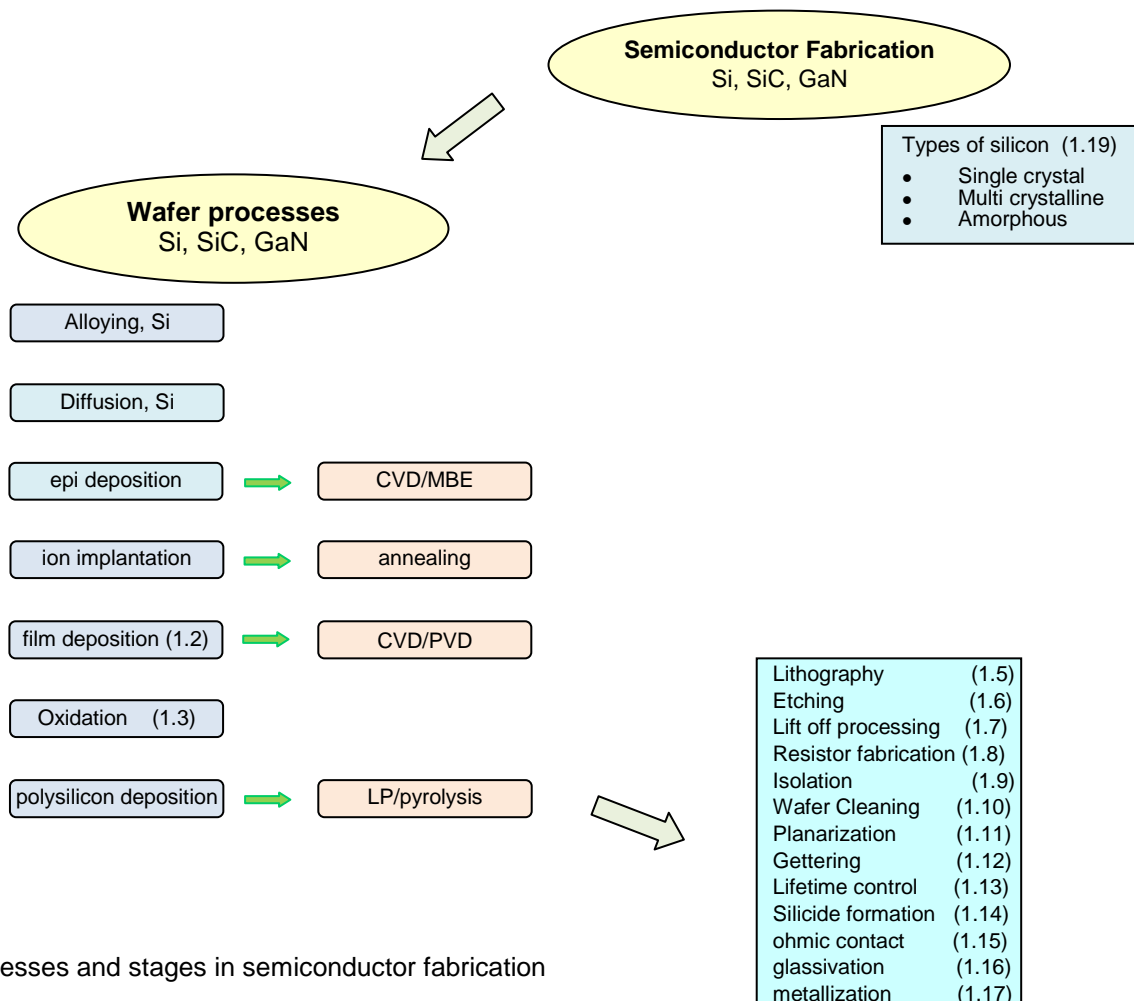 Semiconductor Fabrication
Si, SiC, GaN
Types of silicon (1.19)
• Single crystal
• Multi crystalline
• Amorphous
Wafer processes
Si, SiC, GaN
Alloying, Si
Diffusion, Si
epi deposition
CVD/MBE
ion implantation
annealing
film deposition (1.2)
CVD/PVD
Oxidation (1.3)
polysilicon deposition
LP/pyrolysis
Lithography (1.5)
Etching (1.6)
Lift off processing (1.7)
Resistor fabrication (1.8)
Isolation (1.9)
Wafer Cleaning (1.10)
Planarization (1.11)
Gettering (1.12)
Lifetime control (1.13)
Silicide formation (1.14)
ohmic contact (1.15)
glassivation (1.16)
metallization (1.17)
esses and stages in semiconductor fabrication